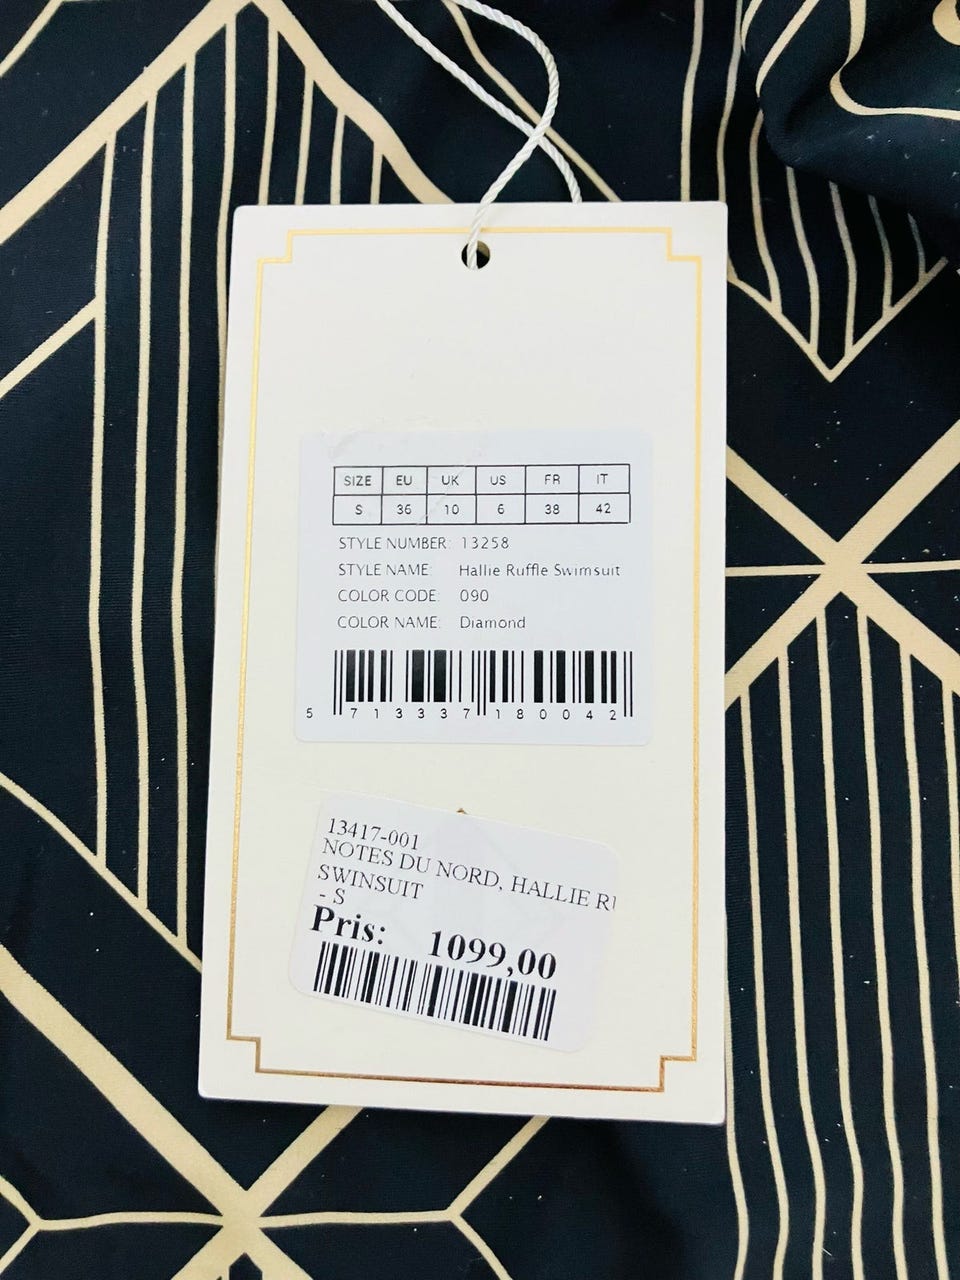 SIZE EU UK US FR IT
S 36 10 6 38 42
STYLE NUMBER: 13258
STYLE NAME: Hallie Ruffle Swimsuit
COLOR CODE: 090
COLOR NAME: Diamond
5 713337 180042
13417-001
NOTES DU NORD, HALLIE RU
SWINSUIT
- S
Pris: 1099,00